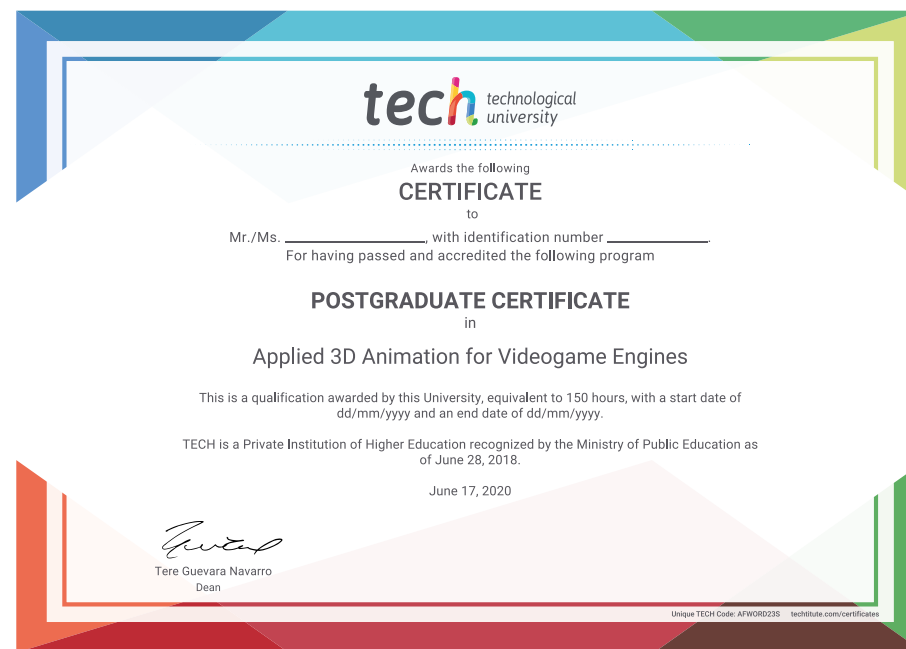 tech technological
university
Awards the following
CERTIFICATE
to
Mr./Ms. ____________________, with identification number ______________.
For having passed and accredited the following program
POSTGRADUATE CERTIFICATE
in
Applied 3D Animation for Videogame Engines
This is a qualification awarded by this University, equivalent to 150 hours, with a start date of
dd/mm/yyyy and an end date of dd/mm/yyyy.
TECH is a Private Institution of Higher Education recognized by the Ministry of Public Education as
of June 28, 2018.
June 17, 2020
Tere Guevara Navarro
Dean
Unique TECH Code: AFWORD23S techtitute.com/certificates